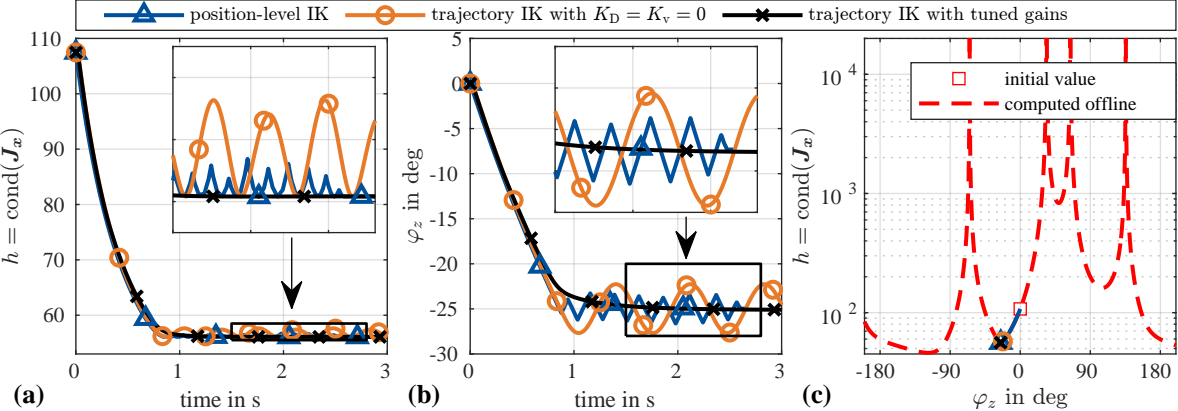 position-level IK trajectory IK with K_D = K_v = 0 trajectory IK with tuned gains
110
100
90
80
70
60
h = cond(J_x)
0 1 2 3
time in s
(a)
5
0
-5
-10
-15
-20
-25
-30
φ_z in deg
0 1 2 3
time in s
(b)
10^4
10^3
10^2
h = cond(J_x)
initial value
computed offline
-180 -90 0 90 180
φ_z in deg
(c)